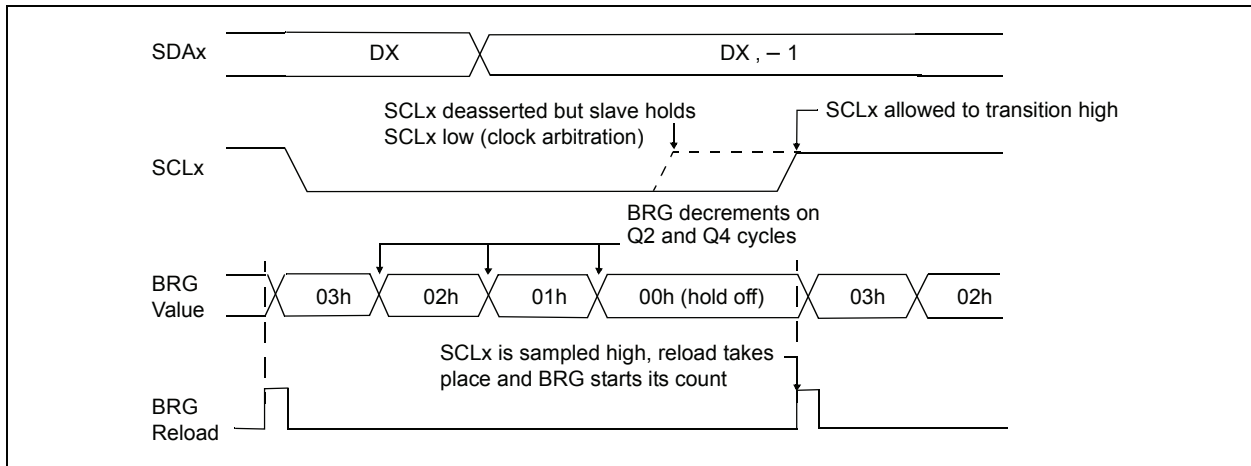 SDAx
DX
DX , – 1
SCLx deasserted but slave holds
SCLx low (clock arbitration)
SCLx allowed to transition high
SCLx
BRG decrements on
Q2 and Q4 cycles
BRG
Value
03h
02h
01h
00h (hold off)
03h
02h
SCLx is sampled high, reload takes
place and BRG starts its count
BRG
Reload